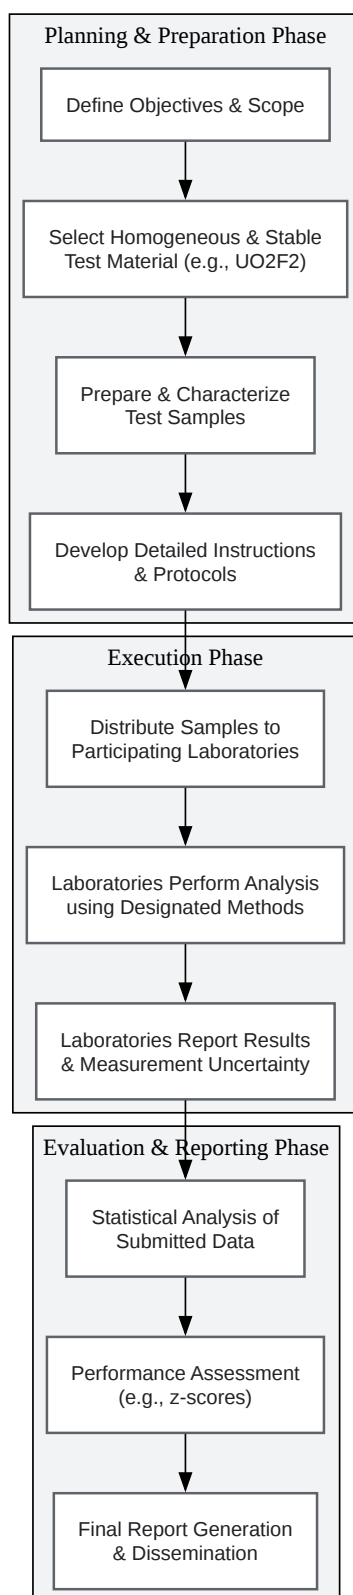 Planning & Preparation Phase
Define Objectives & Scope
Select Homogeneous & Stable
Test Material (e.g., UO2F2)
Prepare & Characterize
Test Samples
Develop Detailed Instructions
& Protocols
Execution Phase
Distribute Samples to
Participating Laboratories
Laboratories Perform Analysis
using Designated Methods
Laboratories Report Results
& Measurement Uncertainty
Evaluation & Reporting Phase
Statistical Analysis of
Submitted Data
Performance Assessment
(e.g., z-scores)
Final Report Generation
& Dissemination